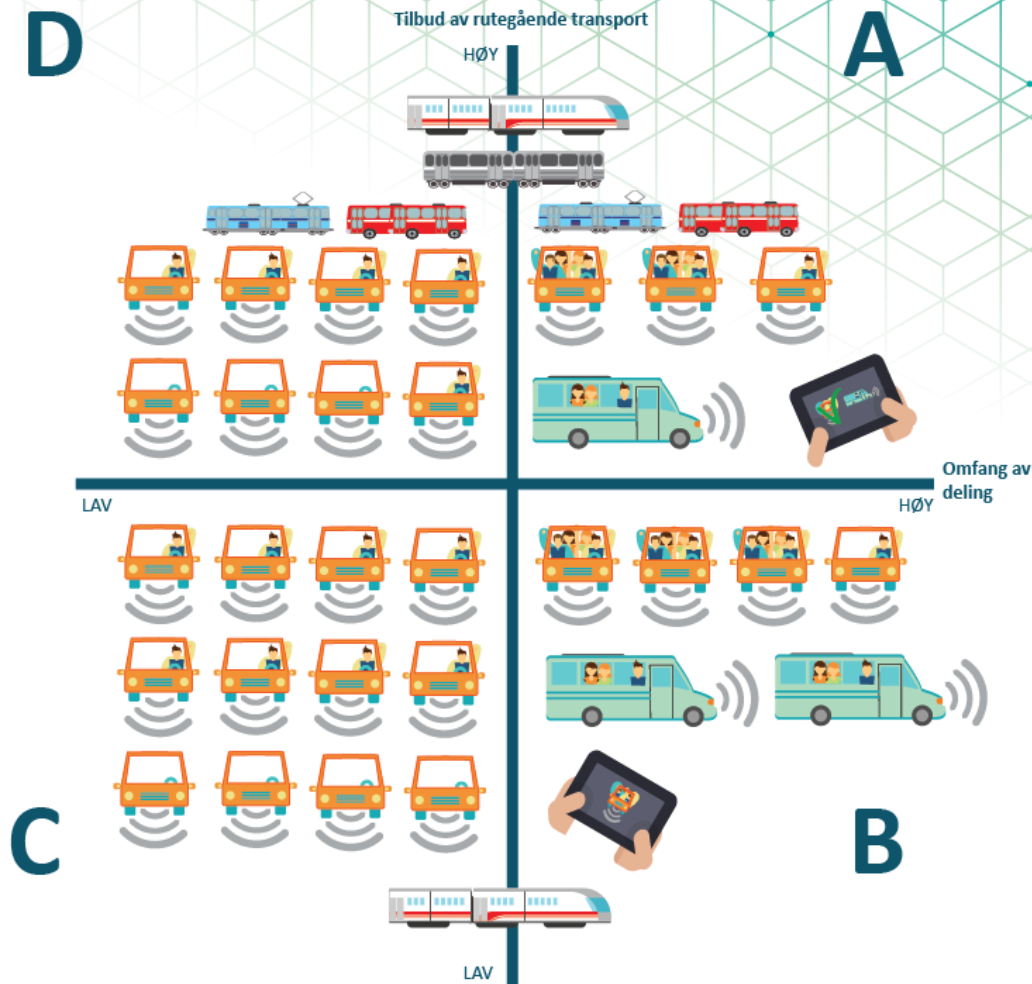 D
Tilbud av rutegående transport
A
HØY
Omfang av
deling
LAV
HØY
C
B
LAV